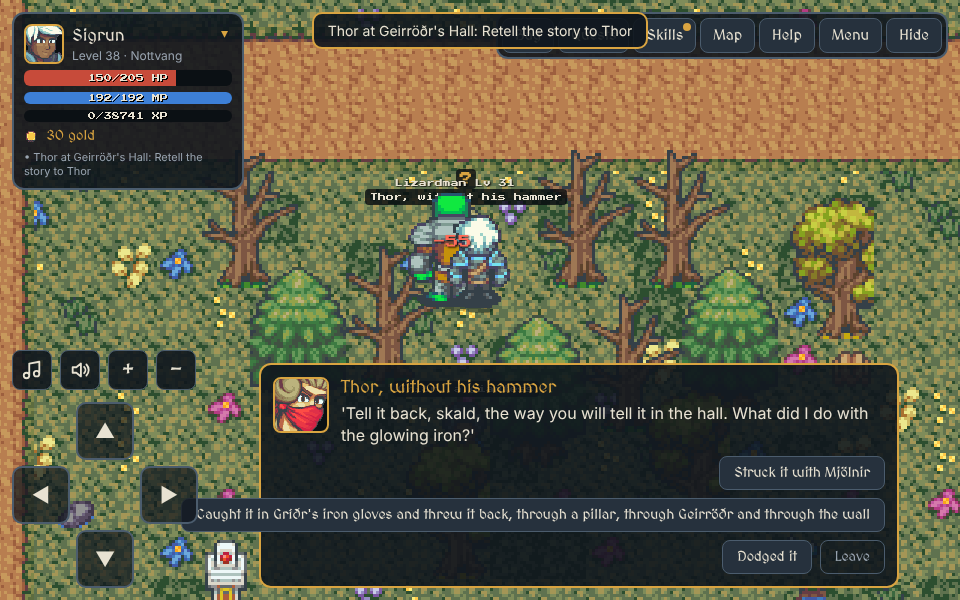 Sigrun
Level 38 · Nottvang
150/205 HP
192/192 MP
0/38741 XP
30 gold
• Thor at Geirröðr's Hall: Retell the
story to Thor
Thor at Geirröðr's Hall: Retell the story to Thor
Skills
Map
Help
Menu
Hide
?
Lizardman Lv 31
Thor, without his hammer
-55
Thor, without his hammer
'Tell it back, skald, the way you will tell it in the hall. What did I do with
the glowing iron?'
Struck it with Mjölnir
Caught it in Gríðr's iron gloves and threw it back, through a pillar, through Geirröðr and through the wall
Dodged it
Leave